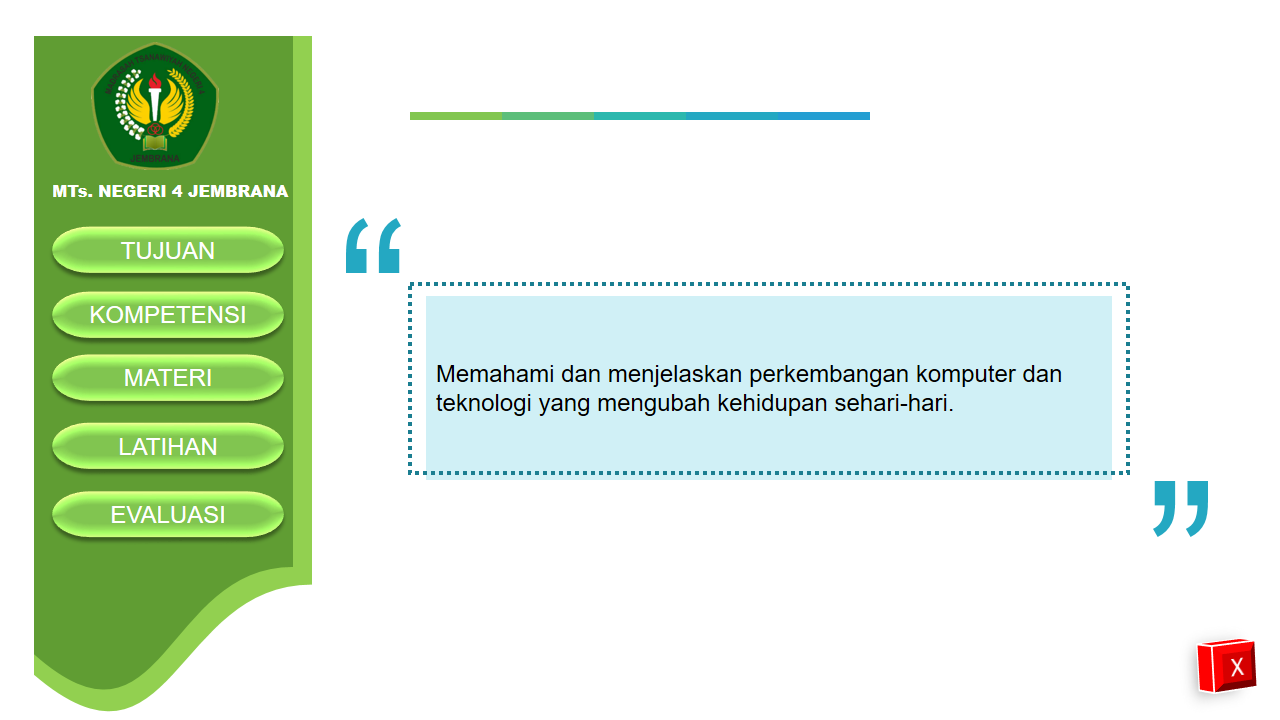 MADRASAH TSANAWIYAH NEGERI 4
JEMBRANA
MTs. NEGERI 4 JEMBRANA
TUJUAN
KOMPETENSI
MATERI
LATIHAN
EVALUASI
“
Memahami dan menjelaskan perkembangan komputer dan
teknologi yang mengubah kehidupan sehari-hari.
”
X